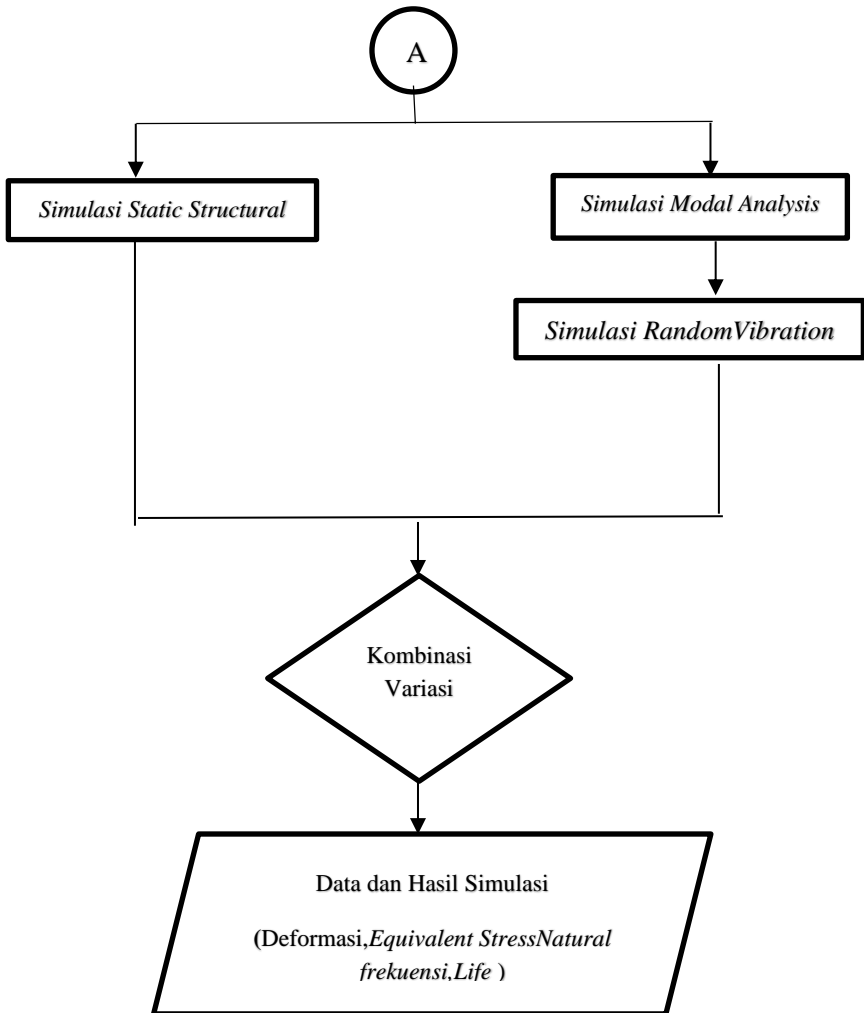 A
Simulasi Static Structural
Simulasi Modal Analysis
Simulasi RandomVibration
Kombinasi
Variasi
Data dan Hasil Simulasi
(Deformasi,Equivalent StressNatural
frekuensi,Life )